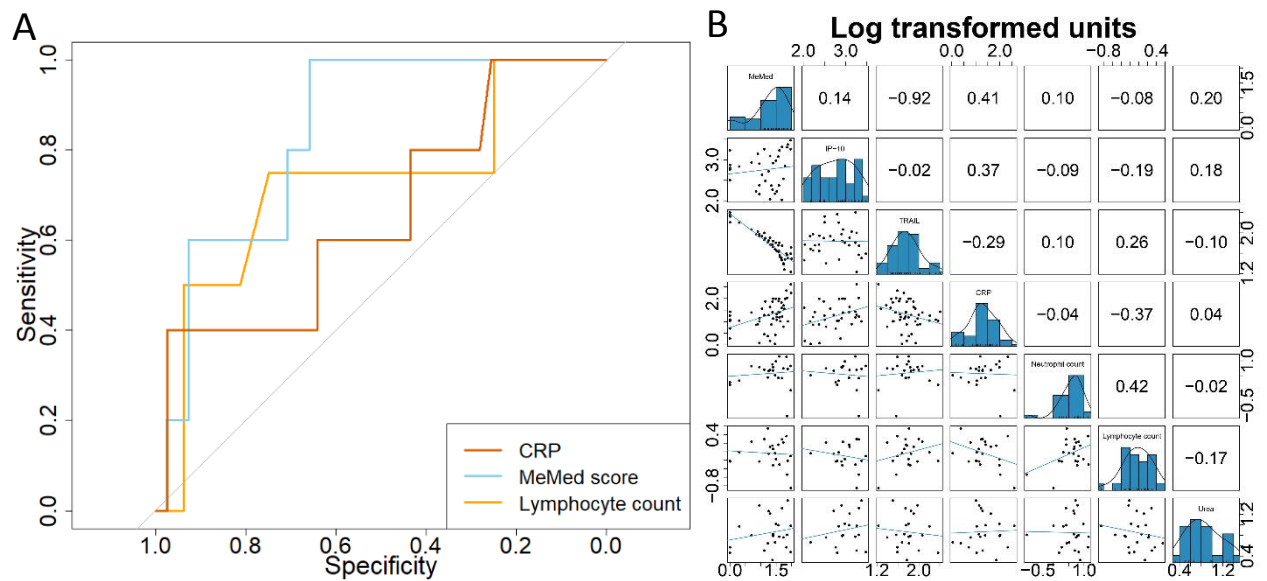 A
1.0
0.8
0.6
0.4
0.2
0.0
Sensitivity
CRP
MeMed score
Lymphocyte count
1.0 0.8 0.6 0.4 0.2 0.0
Specificity
B
Log transformed units
2.0 3.0 0.0 2.0 −0.8 0.4
MeMed 0.14 −0.92 0.41 0.10 −0.08 0.20 0.0 1.5
2.0 3.0 IP−10 −0.02 0.37 −0.09 −0.19 0.18
TRAIL −0.29 0.10 0.26 −0.10 1.2 2.0
0.0 2.0 CRP −0.04 −0.37 0.04
Neutrophil count 0.42 −0.02 −0.5 1.0
−0.8 0.4 Lymphocyte count −0.17
Urea 0.4 1.2
0.0 1.5 1.2 2.0 −0.5 1.0 0.4 1.2